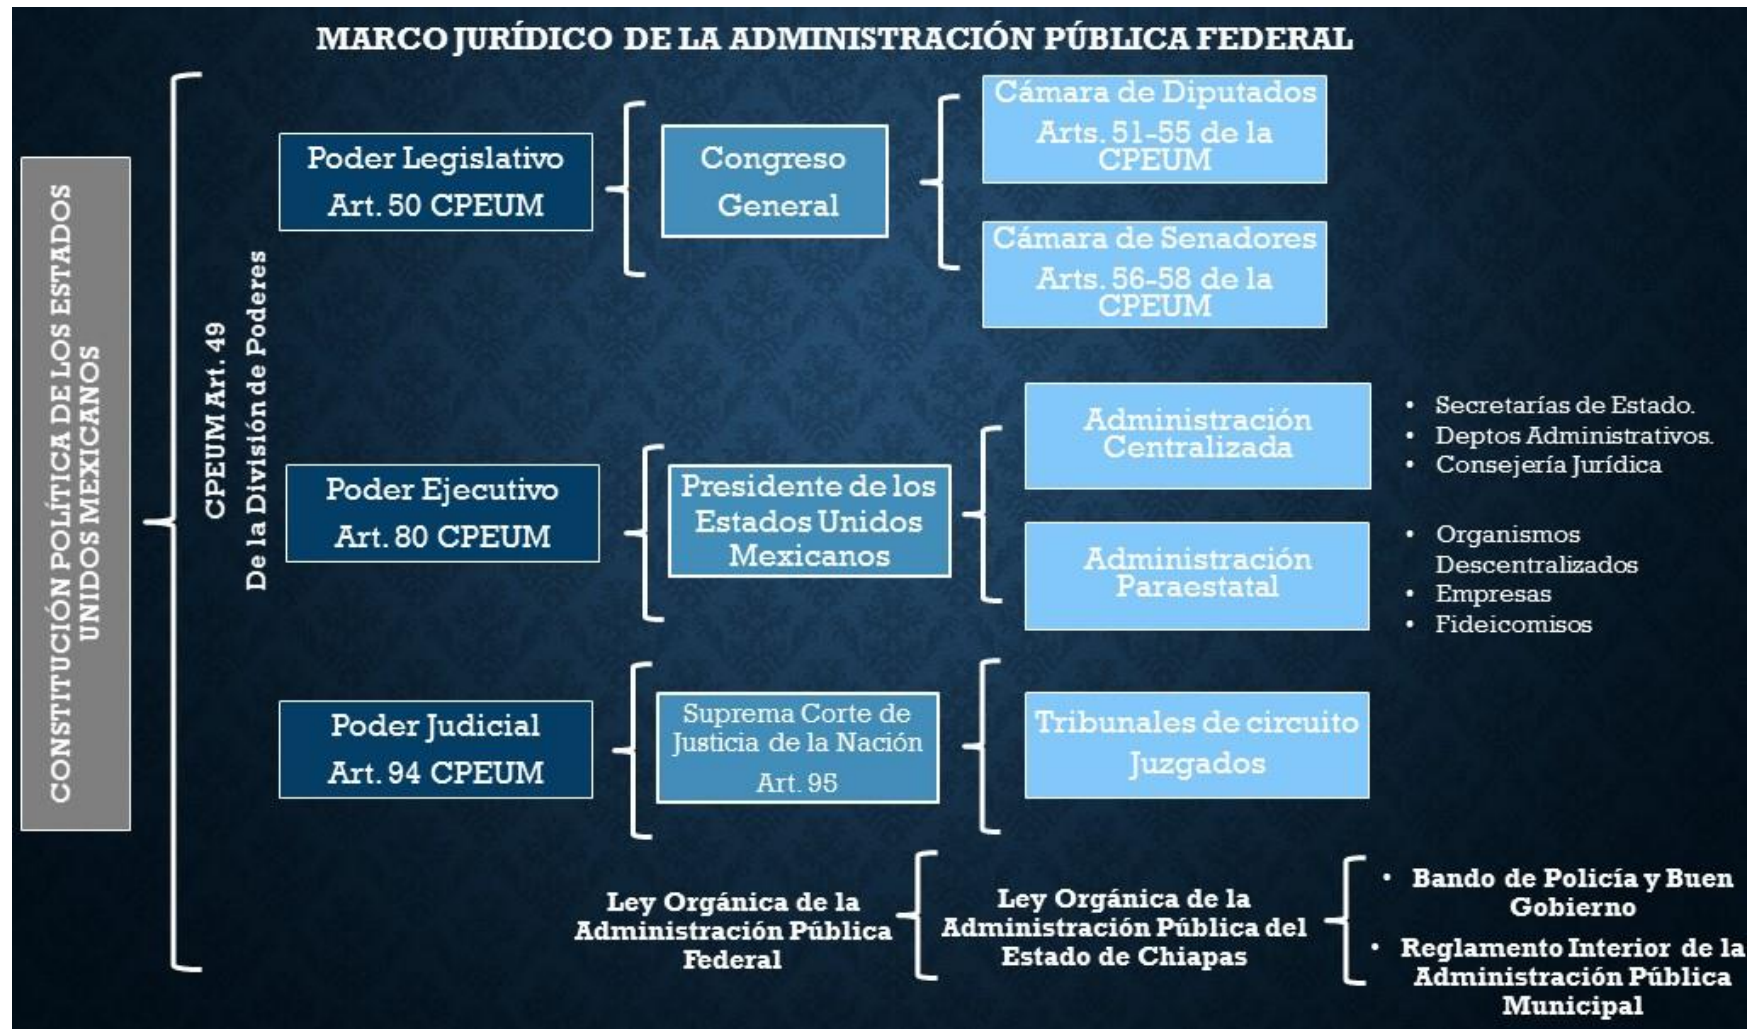 MARCO JURÍDICO DE LA ADMINISTRACIÓN PÚBLICA FEDERAL
CONSTITUCIÓN POLÍTICA DE LOS ESTADOS
UNIDOS MEXICANOS
CPEUM Art. 49
De la División de Poderes
Poder Legislativo
Art. 50 CPEUM
Congreso
General
Cámara de Diputados
Arts. 51-55 de la
CPEUM
Cámara de Senadores
Arts. 56-58 de la
CPEUM
Poder Ejecutivo
Art. 80 CPEUM
Presidente de los
Estados Unidos
Mexicanos
Administración
Centralizada
• Secretarías de Estado.
• Deptos Administrativos.
• Consejería Jurídica
Administración
Paraestatal
• Organismos
Descentralizados
• Empresas
• Fideicomisos
Poder Judicial
Art. 94 CPEUM
Suprema Corte de
Justicia de la Nación
Art. 95
Tribunales de circuito
Juzgados
Ley Orgánica de la
Administración Pública
Federal
Ley Orgánica de la
Administración Pública del
Estado de Chiapas
• Bando de Policía y Buen
Gobierno
• Reglamento Interior de la
Administración Pública
Municipal